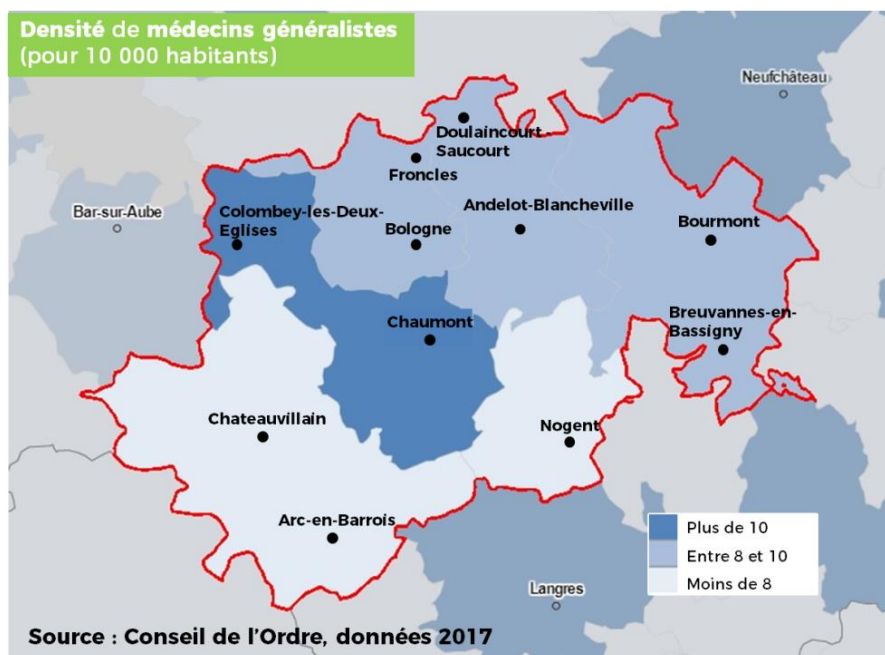 Densité de médecins généralistes
(pour 10 000 habitants)
Neufchâteau
Doulaincourt-
Saucourt
Froncles
Bar-sur-Aube
Colombey-les-Deux-
Eglises
Bologne
Andelot-Blancheville
Bourmont
Breuvannes-en-
Bassigny
Chaumont
Chateauvillain
Nogent
Arc-en-Barrois
Plus de 10
Entre 8 et 10
Moins de 8
Langres
Source : Conseil de l'Ordre, données 2017